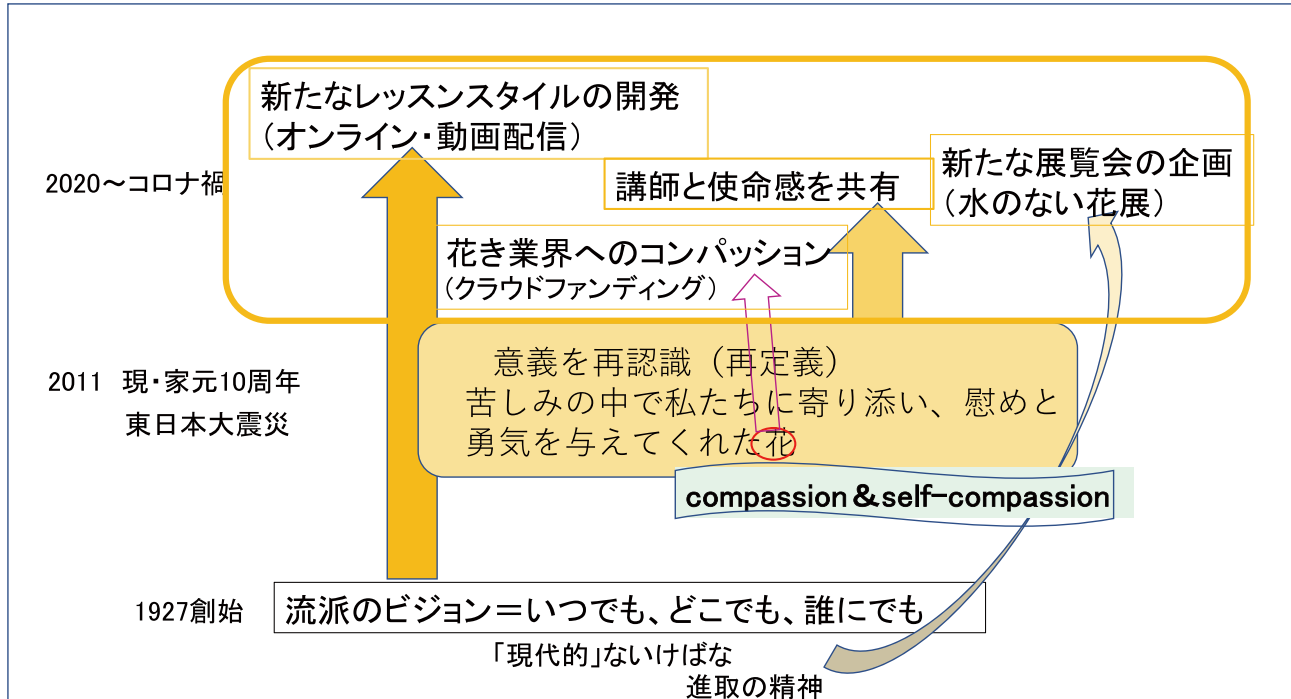 新たなレッスンスタイルの開発
（オンライン・動画配信）
2020～コロナ禍
講師と使命感を共有
新たな展覧会の企画
（水のない花展）
花き業界へのコンパッション
（クラウドファンディング）
2011　現・家元10周年
東日本大震災
意義を再認識（再定義）
苦しみの中で私たちに寄り添い、慰めと
勇気を与えてくれた花
compassion＆self-compassion
1927創始
流派のビジョン＝いつでも、どこでも、誰にでも
「現代的」ないけばな
進取の精神